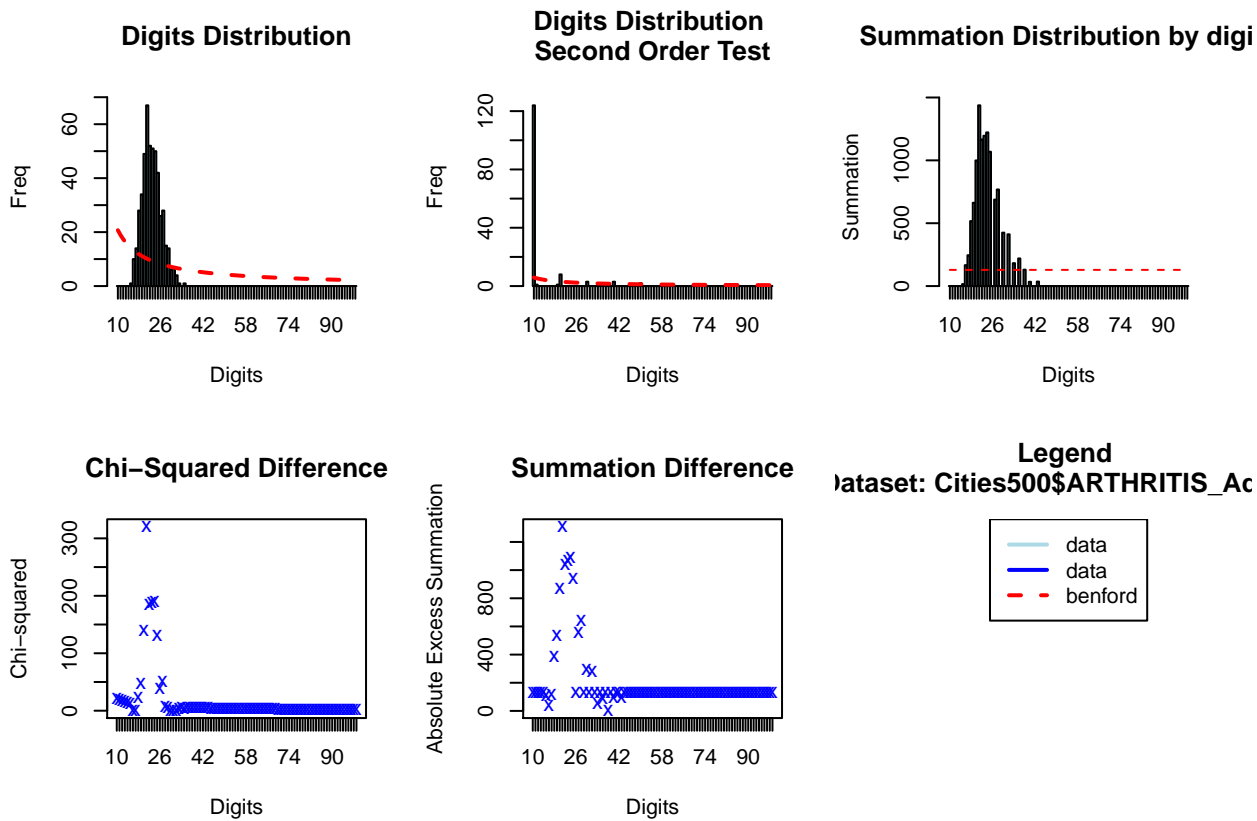 Digits Distribution
Freq
0 20 40 60
10 26 42 58 74 90
Digits
Digits Distribution
Second Order Test
Freq
0 40 80 120
10 26 42 58 74 90
Digits
Summation Distribution by digi
Summation
0 500 1000
10 26 42 58 74 90
Digits
Chi−Squared Difference
Chi−squared
0 100 200 300
10 26 42 58 74 90
Digits
Summation Difference
Absolute Excess Summation
0 400 800
10 26 42 58 74 90
Digits
Legend
Dataset: Cities500$ARTHRITIS_Ad
data
data
benford